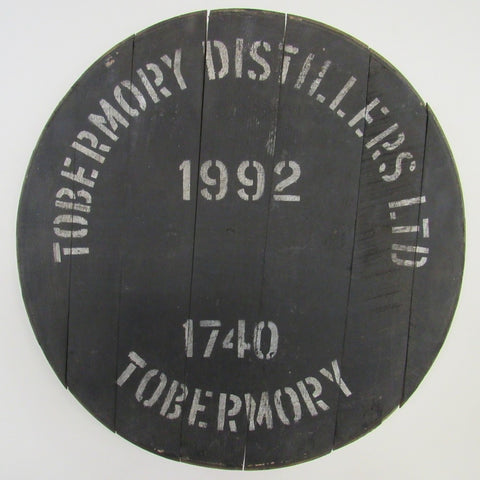 TOBERMORY DISTILLERS LTD
1992
1740
TOBERMORY